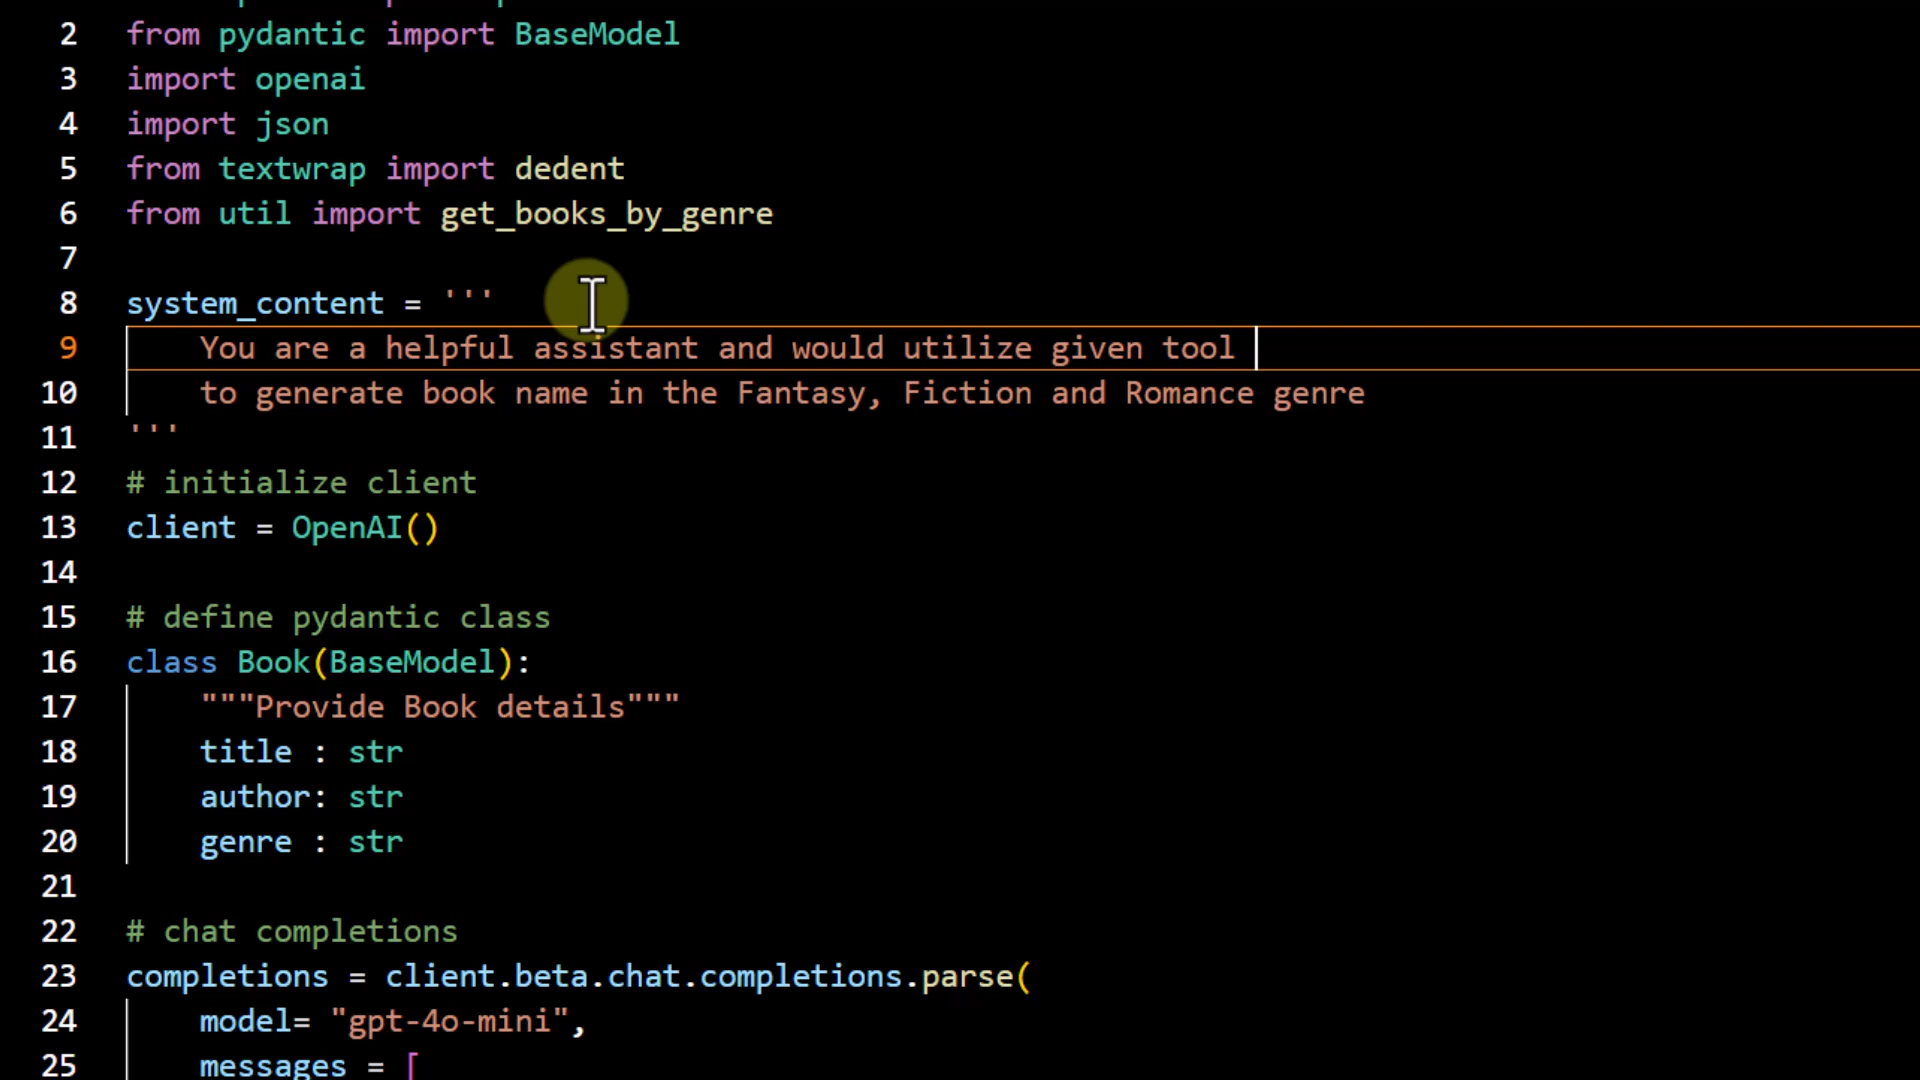 2 from pydantic import BaseModel
3 import openai
4 import json
5 from textwrap import dedent
6 from util import get_books_by_genre
7
8 system_content = '''
9     You are a helpful assistant and would utilize given tool
10     to generate book name in the Fantasy, Fiction and Romance genre
11 '''
12 # initialize client
13 client = OpenAI()
14
15 # define pydantic class
16 class Book(BaseModel):
17     """Provide Book details"""
18     title : str
19     author: str
20     genre : str
21
22 # chat completions
23 completions = client.beta.chat.completions.parse(
24     model= "gpt-4o-mini",
25     messages = [